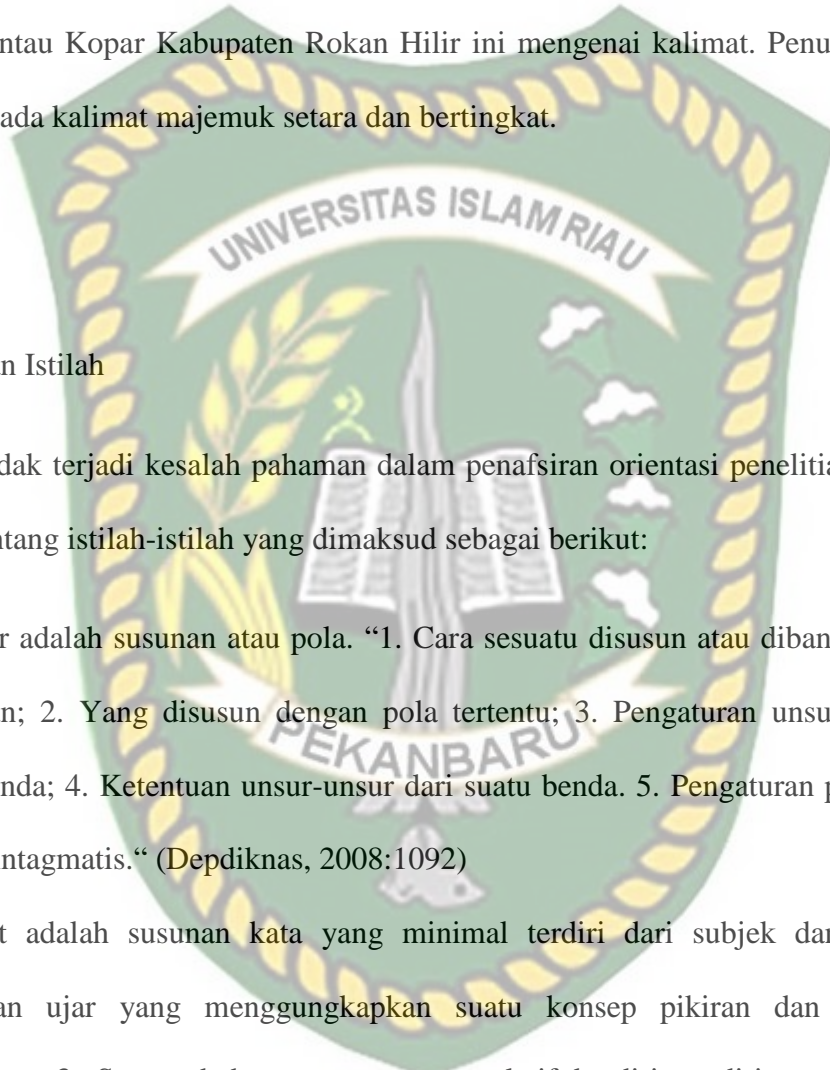 ntau Kopar Kabupaten Rokan Hilir ini mengenai kalimat. Penu
ada kalimat majemuk setara dan bertingkat.
UNIVERSITAS ISLAM RIAU
n Istilah
dak terjadi kesalah pahaman dalam penafsiran orientasi penelitia
ntang istilah-istilah yang dimaksud sebagai berikut:
r adalah susunan atau pola. “1. Cara sesuatu disusun atau diban
n; 2. Yang disusun dengan pola tertentu; 3. Pengaturan unsu
PEKANBARU
nda; 4. Ketentuan unsur-unsur dari suatu benda. 5. Pengaturan p
ntagmatis.“ (Depdiknas, 2008:1092)
t adalah susunan kata yang minimal terdiri dari subjek dar
an ujar yang menggungkapkan suatu konsep pikiran dan